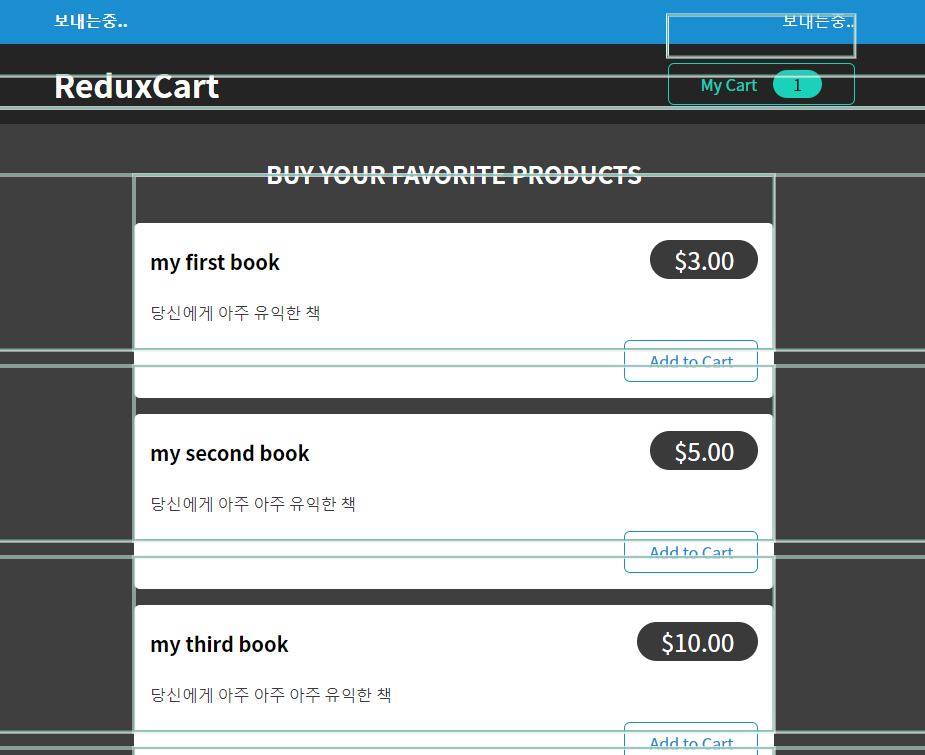 보내는중.. 보내는중..
ReduxCart My Cart 1
BUY YOUR FAVORITE PRODUCTS
my first book $3.00
당신에게 아주 유익한 책
Add to Cart
my second book $5.00
당신에게 아주 아주 유익한 책
Add to Cart
my third book $10.00
당신에게 아주 아주 아주 유익한 책
Add to Cart